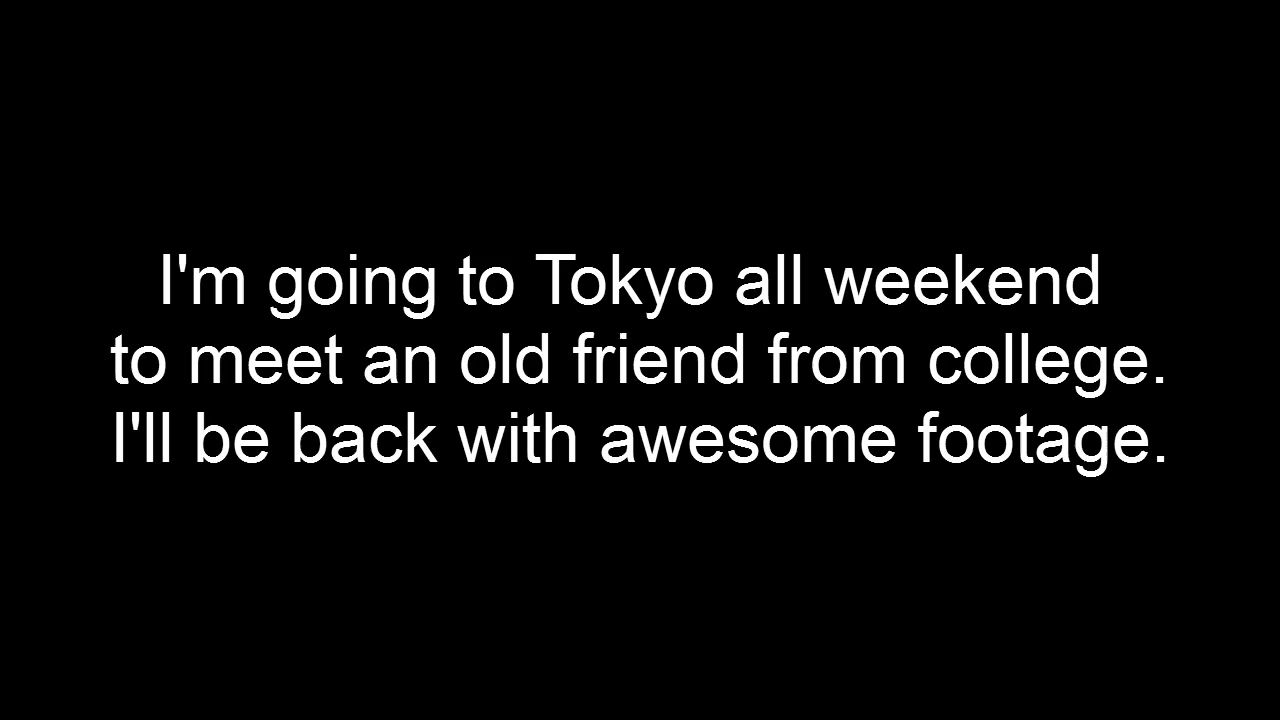 I'm going to Tokyo all weekend
to meet an old friend from college.
I'll be back with awesome footage.